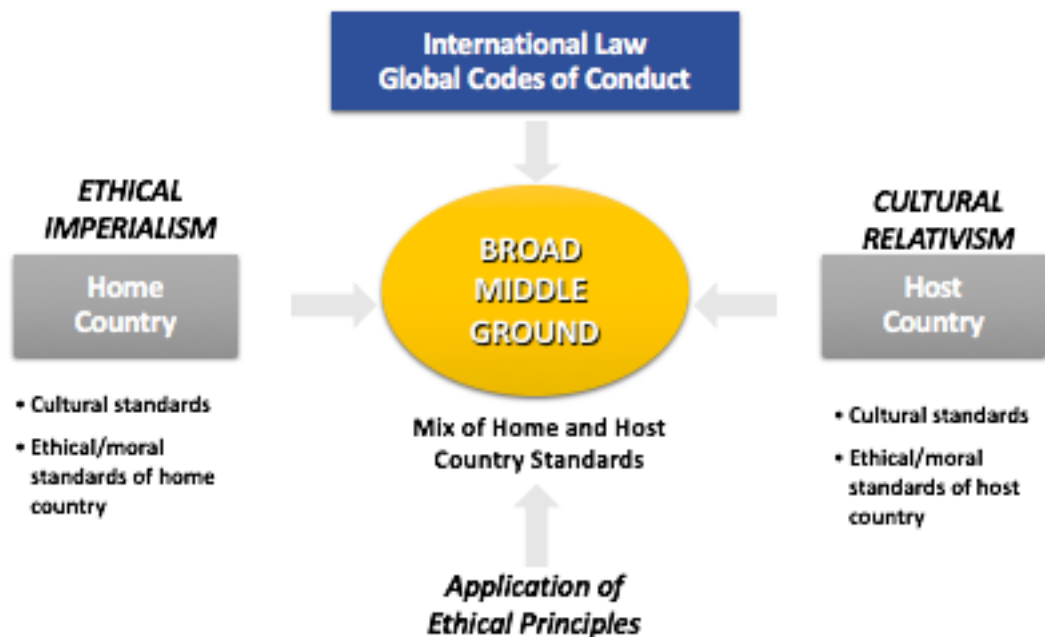 International Law
Global Codes of Conduct
ETHICAL
IMPERIALISM
Home
Country
• Cultural standards
• Ethical/moral
standards of home
country
BROAD
MIDDLE
GROUND
Mix of Home and Host
Country Standards
CULTURAL
RELATIVISM
Host
Country
• Cultural standards
• Ethical/moral
standards of host
country
Application of
Ethical Principles